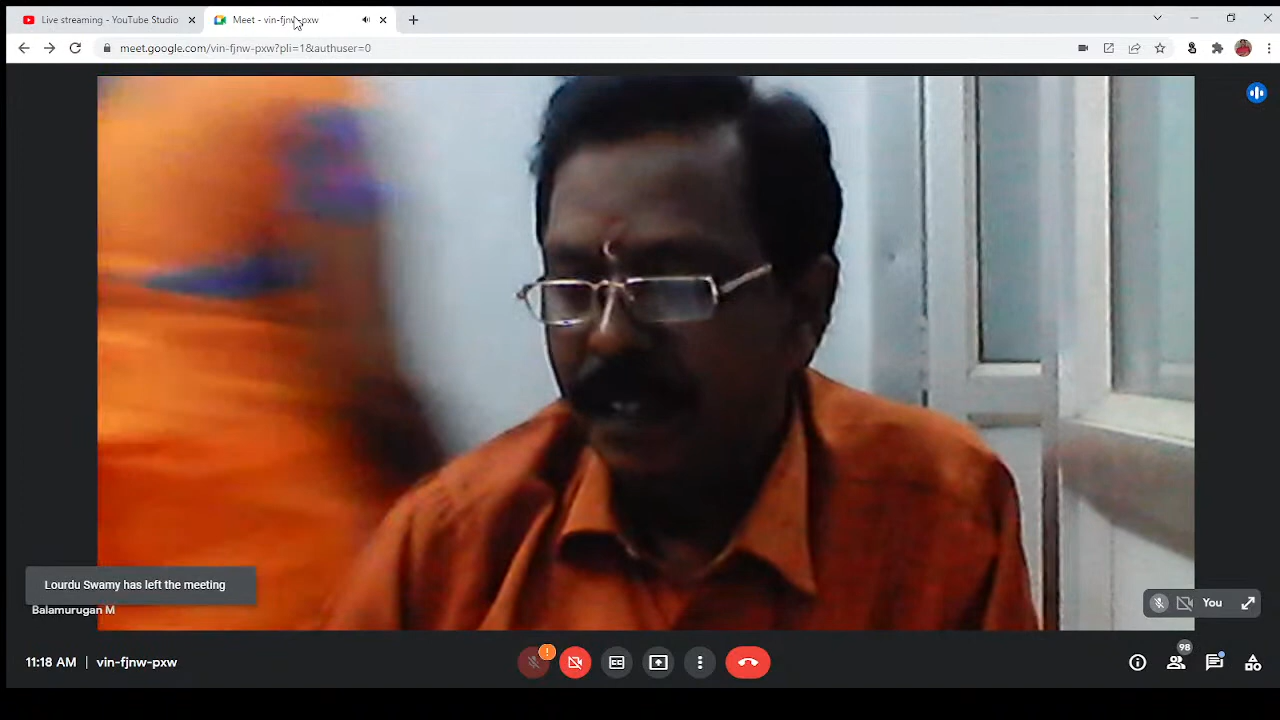 Live streaming - YouTube Studio
Meet - vin-fjnw-pxw
meet.google.com/vin-fjnw-pxw?pli=1&authuser=0
Lourdu Swamy has left the meeting
Balamurugan M
You
11:18 AM | vin-fjnw-pxw
CC
98